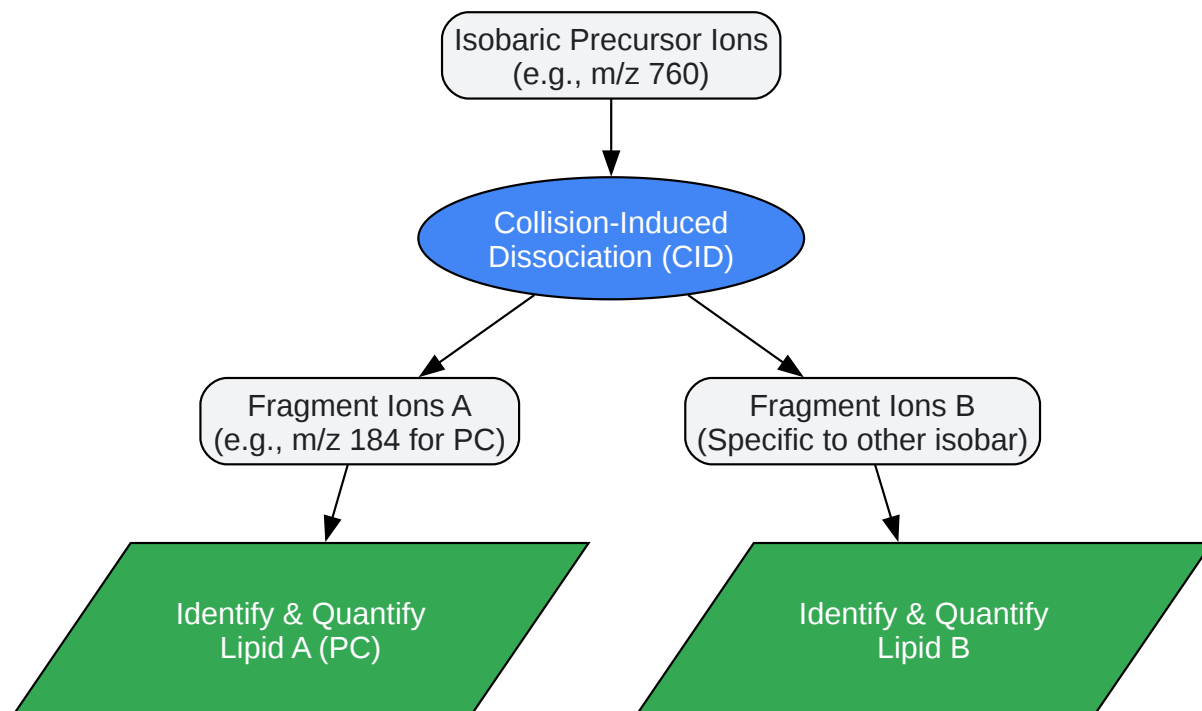 Isobaric Precursor Ions
(e.g., m/z 760)
Collision-Induced
Dissociation (CID)
Fragment Ions A
(e.g., m/z 184 for PC)
Fragment Ions B
(Specific to other isobar)
Identify & Quantify
Lipid A (PC)
Identify & Quantify
Lipid B